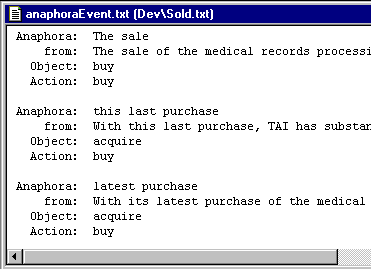 anaphoraEvent.txt (Dev\Sold.txt)
Anaphora: The sale
from: The sale of the medical records processi
Object: buy
Action: buy
Anaphora: this last purchase
from: With this last purchase, TAI has substan
Object: acquire
Action: buy
Anaphora: latest purchase
from: With its latest purchase of the medical
Object: acquire
Action: buy